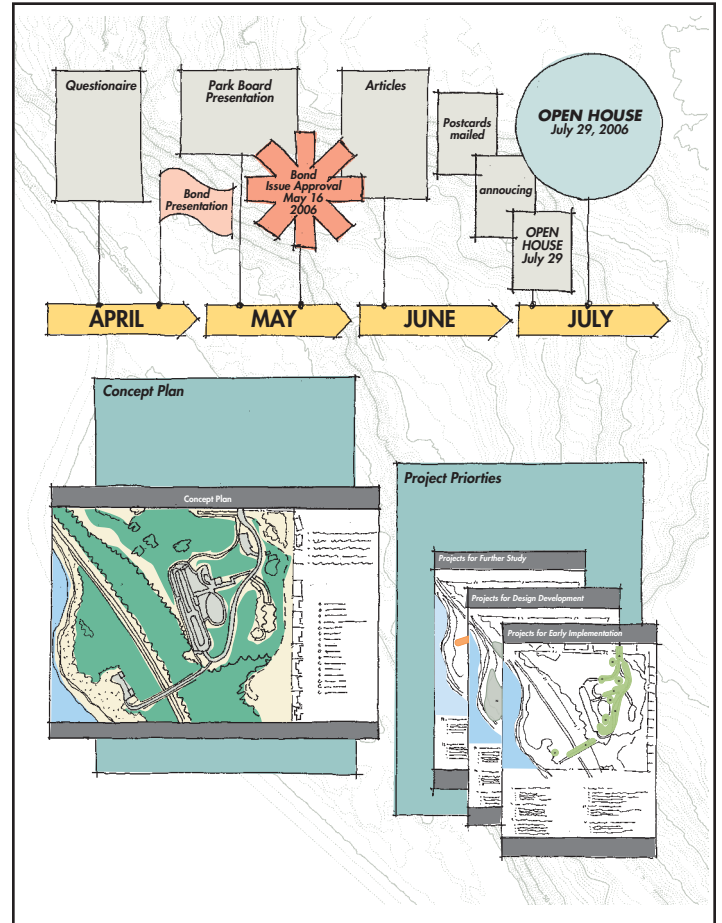 Questionaire
Park Board
Presentation
Articles
Postcards
mailed
OPEN HOUSE
July 29, 2006
Bond
Presentation
Bond
Issue Approval
May 16
2006
annoucing
OPEN
HOUSE
July 29
APRIL
MAY
JUNE
JULY
Concept Plan
Concept Plan
Project Priorties
Projects for Further Study
Projects for Design Development
Projects for Early Implementation